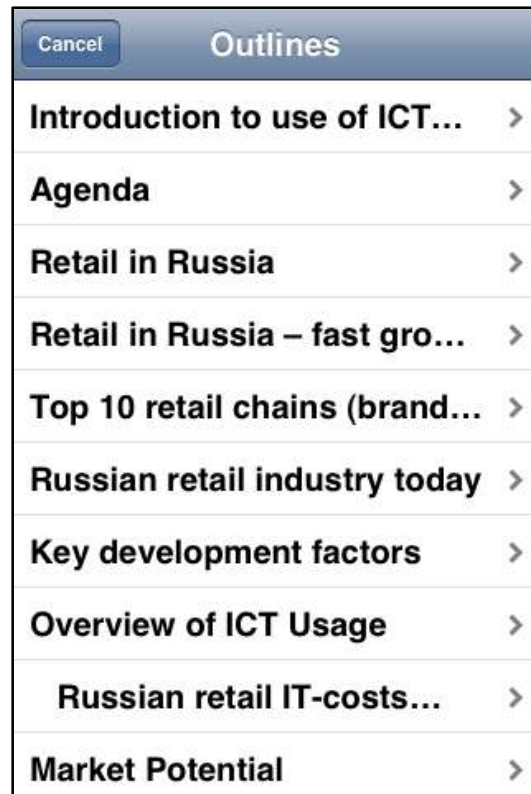 Cancel
Outlines
Introduction to use of ICT...
Agenda
Retail in Russia
Retail in Russia – fast gro...
Top 10 retail chains (brand...
Russian retail industry today
Key development factors
Overview of ICT Usage
Russian retail IT-costs...
Market Potential